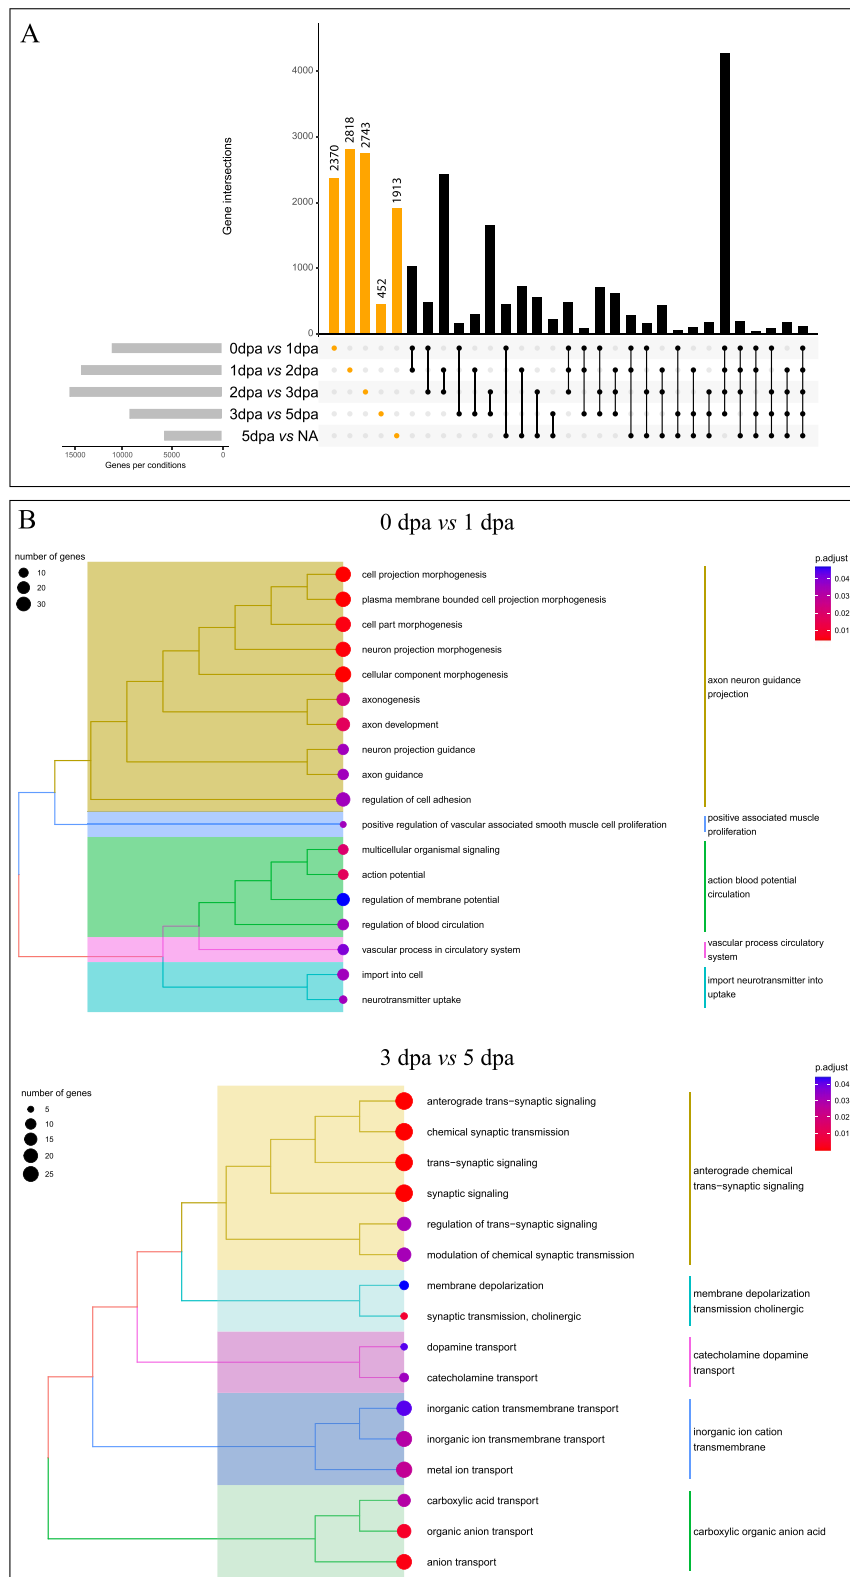 A
Gene intersections
4000
3000
2000
1000
0
2370
2818
2743
452
1913
0dpa vs 1dpa
1dpa vs 2dpa
2dpa vs 3dpa
3dpa vs 5dpa
5dpa vs NA
15000 10000 5000 0
Genes per conditions
B
0 dpa vs 1 dpa
number of genes
10
20
30
p.adjust
0.04
0.03
0.02
0.01
cell projection morphogenesis
plasma membrane bounded cell projection morphogenesis
cell part morphogenesis
neuron projection morphogenesis
cellular component morphogenesis
axonogenesis
axon development
neuron projection guidance
axon guidance
regulation of cell adhesion
positive regulation of vascular associated smooth muscle cell proliferation
multicellular organismal signaling
action potential
regulation of membrane potential
regulation of blood circulation
vascular process in circulatory system
import into cell
neurotransmitter uptake
axon neuron guidance
projection
positive associated muscle
proliferation
action blood potential
circulation
vascular process circulatory
system
import neurotransmitter into
uptake
3 dpa vs 5 dpa
number of genes
5
10
15
20
25
p.adjust
0.04
0.03
0.02
0.01
anterograde trans−synaptic signaling
chemical synaptic transmission
trans−synaptic signaling
synaptic signaling
regulation of trans−synaptic signaling
modulation of chemical synaptic transmission
membrane depolarization
synaptic transmission, cholinergic
dopamine transport
catecholamine transport
inorganic cation transmembrane transport
inorganic ion transmembrane transport
metal ion transport
carboxylic acid transport
organic anion transport
anion transport
anterograde chemical
trans−synaptic signaling
membrane depolarization
transmission cholinergic
catecholamine dopamine
transport
inorganic ion cation
transmembrane
carboxylic organic anion acid